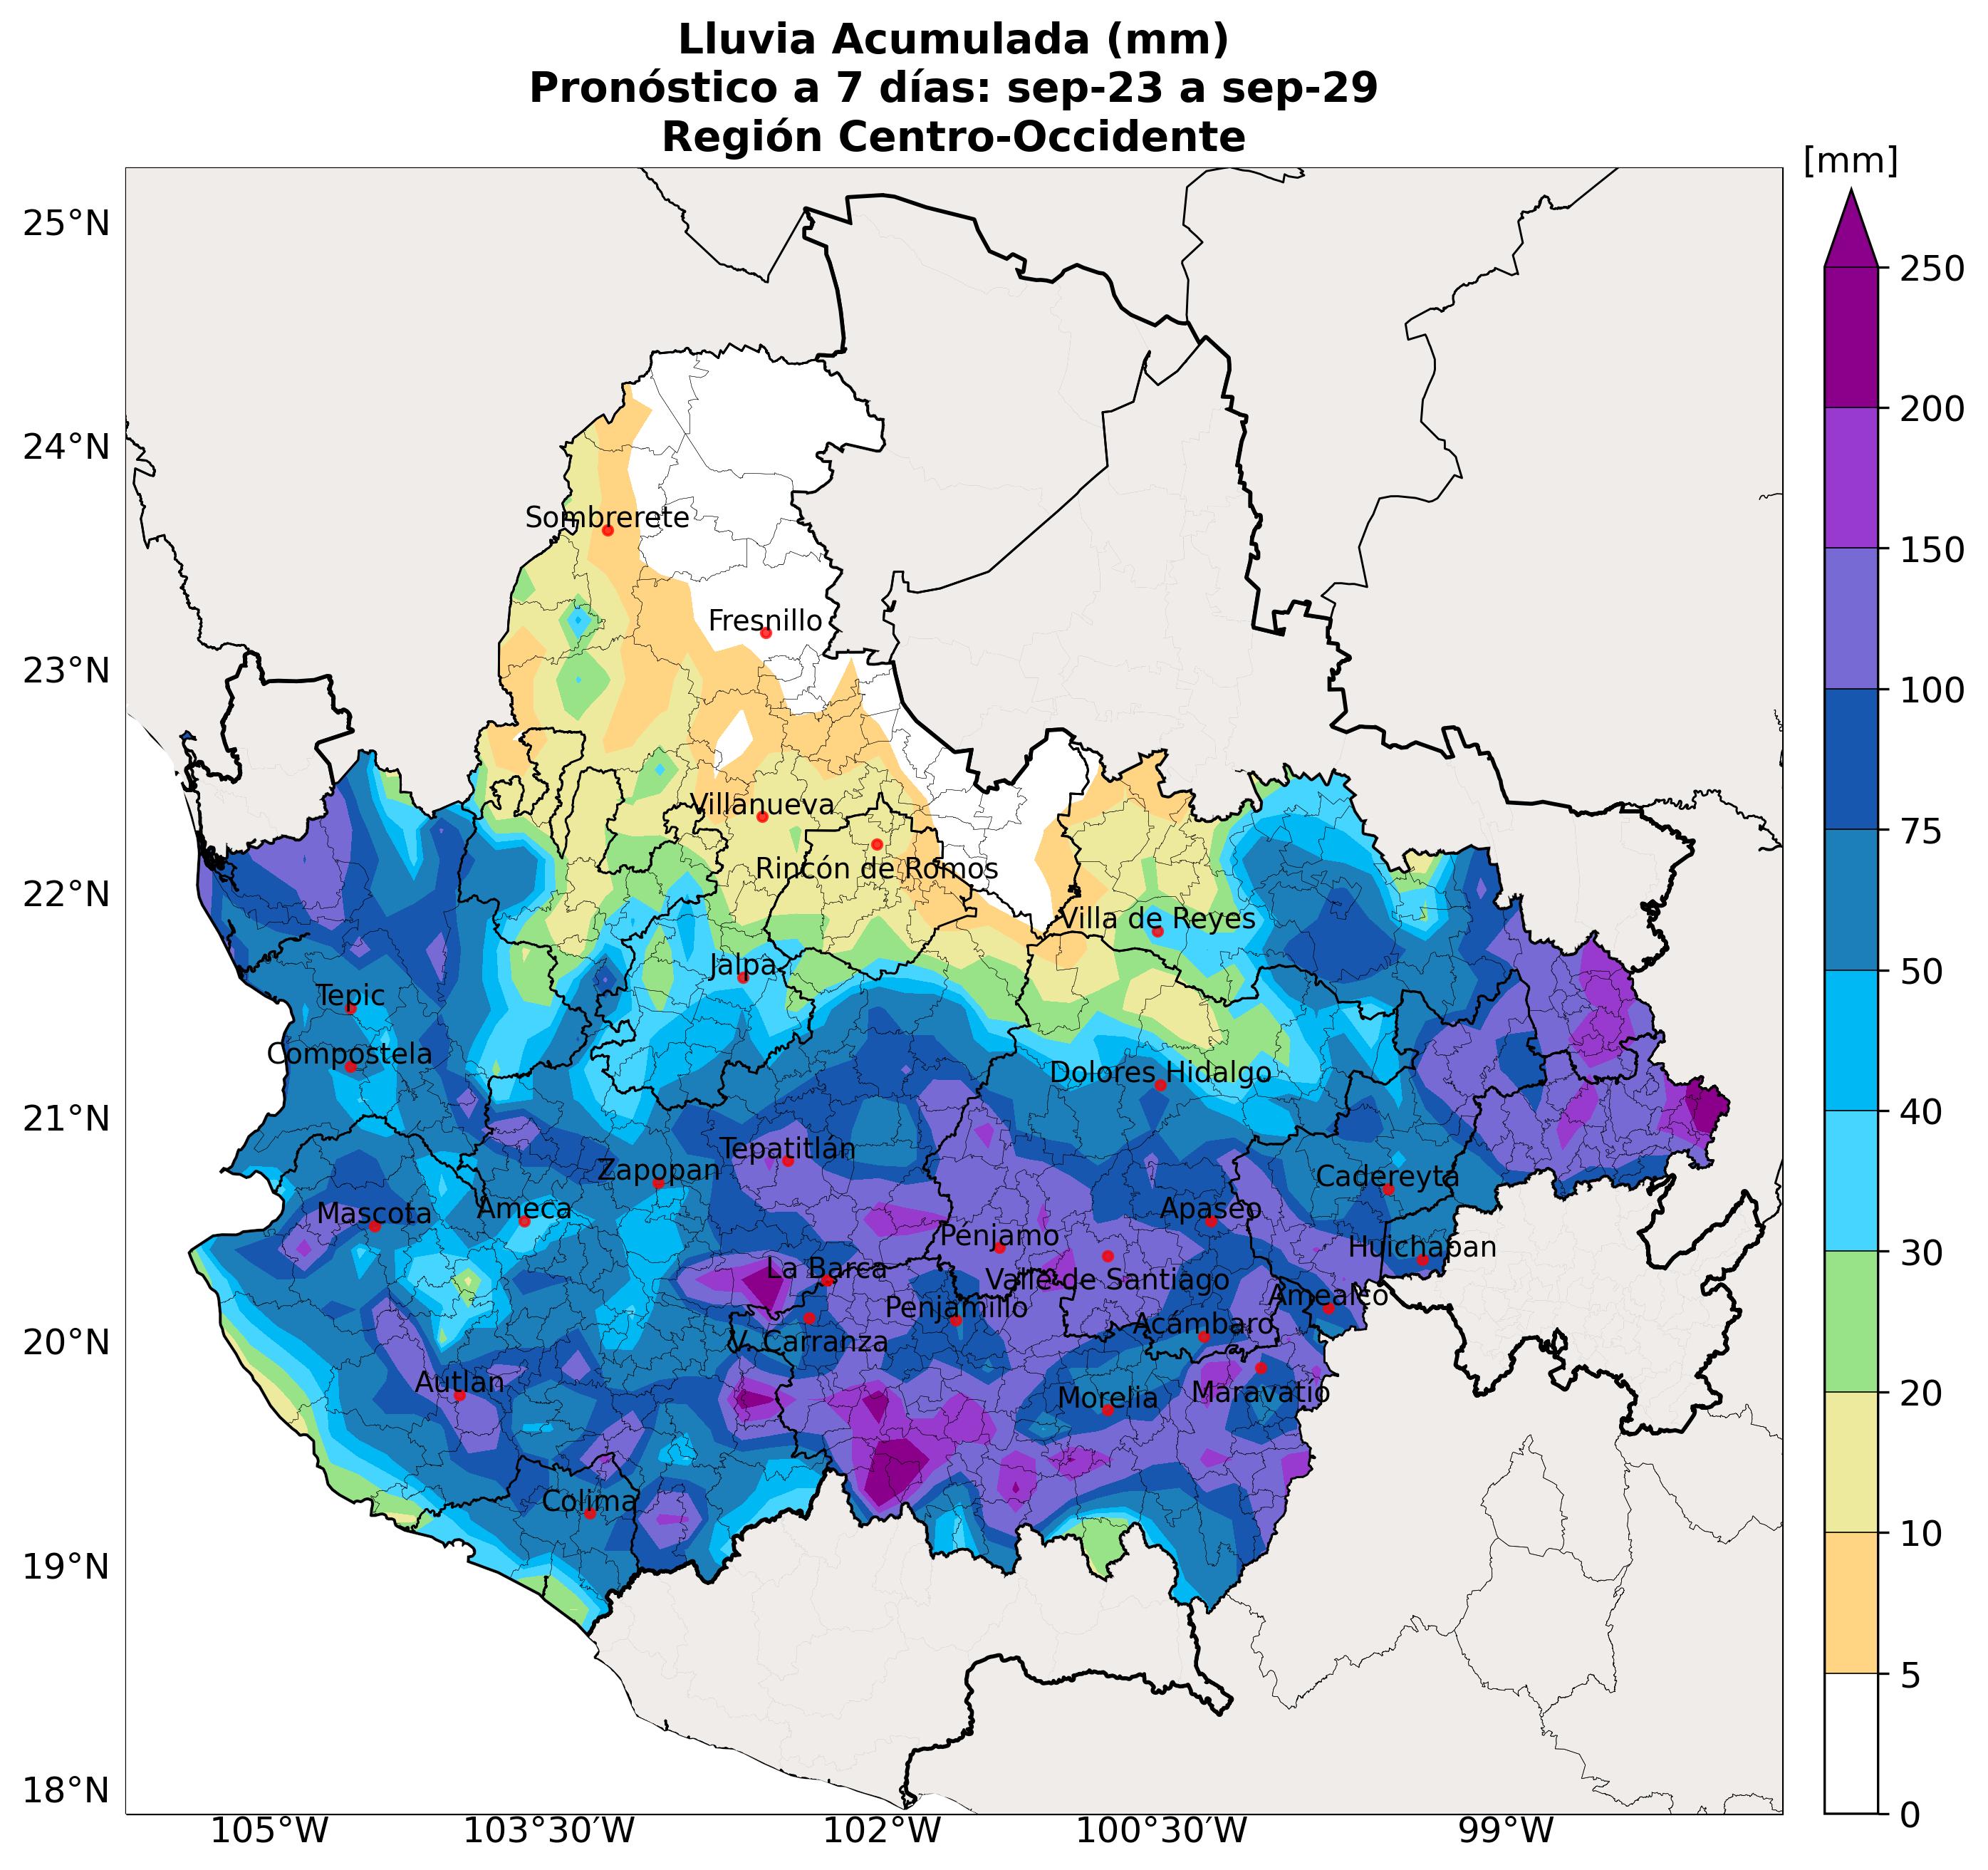 Lluvia Acumulada (mm)
Pronóstico a 7 días: sep-23 a sep-29
Región Centro-Occidente
[mm]
25°N
24°N
23°N
22°N
21°N
20°N
19°N
18°N
105°W
103°30'W
102°W
100°30'W
99°W
250
200
150
100
75
50
40
30
20
10
5
0
Sombrerete
Fresnillo
Villanueva
Rincón de Romos
Villa de Reyes
Jalpa
Tepic
Compostela
Dolores Hidalgo
Tepatitlán
Zapopan
Cadereyta
Mascota
Ameca
Apaseo
Pénjamo
Huichapan
La Barca
Valle de Santiago
Amealco
Penjamillo
Acámbaro
V. Carranza
Autlan
Morelia
Maravatío
Colima